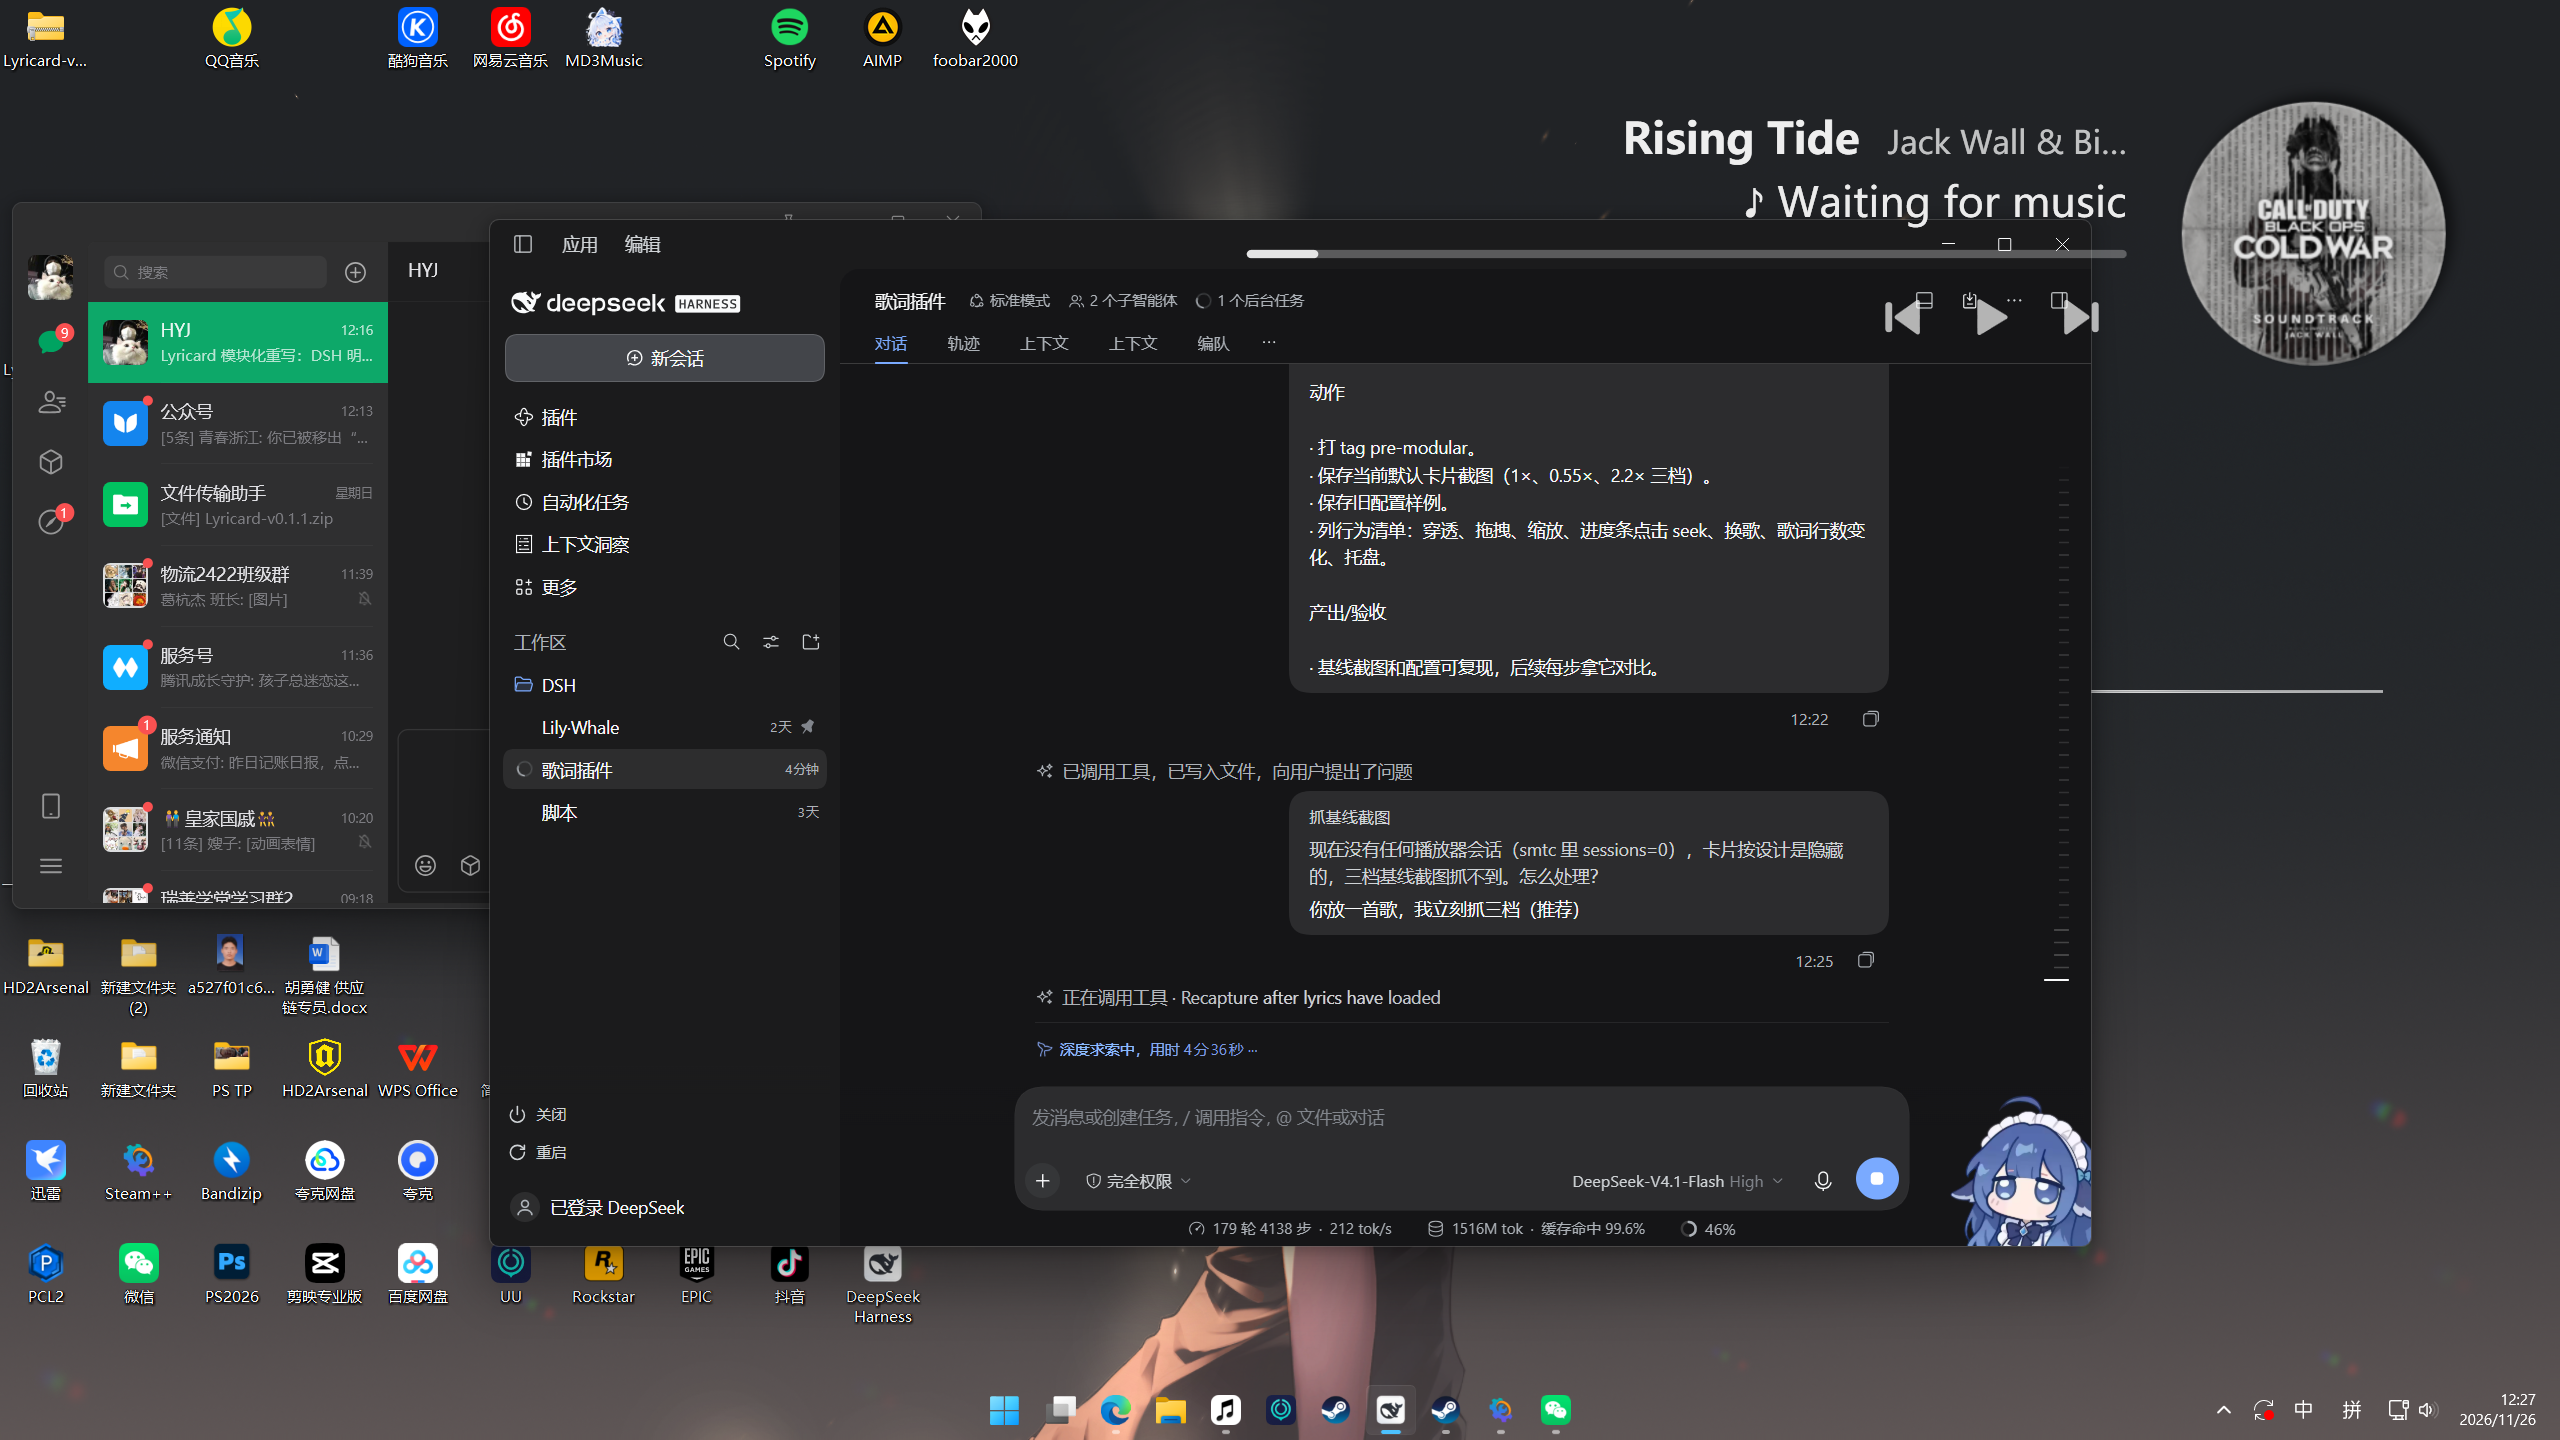 Lyricard-v...
QQ音乐
酷狗音乐
网易云音乐
MD3Music
Spotify
AIMP
foobar2000
Rising Tide Jack Wall & Bi...
♪ Waiting for music
CALL·DUTY
BLACK OPS
COLD WAR
SOUNDTRACK
JACK WALL
搜索
HYJ
9
1
HYJ 12:16
Lyricard 模块化重写：DSH 明...
公众号 12:13
[5条] 青春浙江: 你已被移出“...
文件传输助手 星期日
[文件] Lyricard-v0.1.1.zip
物流2422班级群 11:39
葛杭杰 班长: [图片]
服务号 11:36
腾讯成长守护: 孩子总迷恋这...
1
服务通知 10:29
微信支付: 昨日记账日报，点...
👬皇家国戚👯 10:20
[11条] 嫂子: [动画表情]
瑞善学堂学习群2 09:18
应用 编辑
deepseek HARNESS
新会话
插件
插件市场
自动化任务
上下文洞察
更多
工作区
DSH
Lily·Whale 2天
歌词插件 4分钟
脚本 3天
关闭
重启
已登录 DeepSeek
歌词插件 标准模式 2 个子智能体 1 个后台任务
对话 轨迹 上下文 上下文 编队 ···
动作
· 打 tag pre-modular。
· 保存当前默认卡片截图（1×、0.55×、2.2× 三档）。
· 保存旧配置样例。
· 列行为清单：穿透、拖拽、缩放、进度条点击 seek、换歌、歌词行数变
化、托盘。
产出/验收
· 基线截图和配置可复现，后续每步拿它对比。
12:22
已调用工具，已写入文件，向用户提出了问题
抓基线截图
现在没有任何播放器会话（smtc 里 sessions=0），卡片按设计是隐藏
的，三档基线截图抓不到。怎么处理？
你放一首歌，我立刻抓三档（推荐）
12:25
正在调用工具 · Recapture after lyrics have loaded
深度求索中，用时 4分36秒 ···
发消息或创建任务, / 调用指令, @ 文件或对话
完全权限
DeepSeek-V4.1-Flash High
179 轮 4138 步 · 212 tok/s 1516M tok · 缓存命中 99.6% 46%
HD2Arsenal
新建文件夹
(2)
a527f01c6...
胡勇健 供应
链专员.docx
回收站
新建文件夹
PS TP
HD2Arsenal
WPS Office
迅雷
Steam++
Bandizip
夸克网盘
夸克
PCL2
微信
PS2026
剪映专业版
百度网盘
UU
Rockstar
EPIC
抖音
DeepSeek
Harness
EPIC
GAMES
Ps
中
拼
12:27
2026/11/26